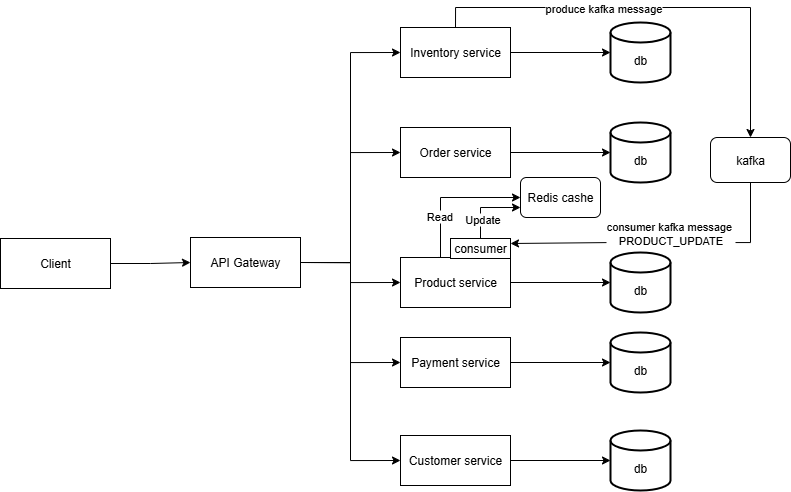 produce kafka message
Inventory service
db
Order service
db
kafka
Redis cashe
Read
Update
consumer kafka message
PRODUCT_UPDATE
consumer
Client
API Gateway
Product service
db
Payment service
db
Customer service
db